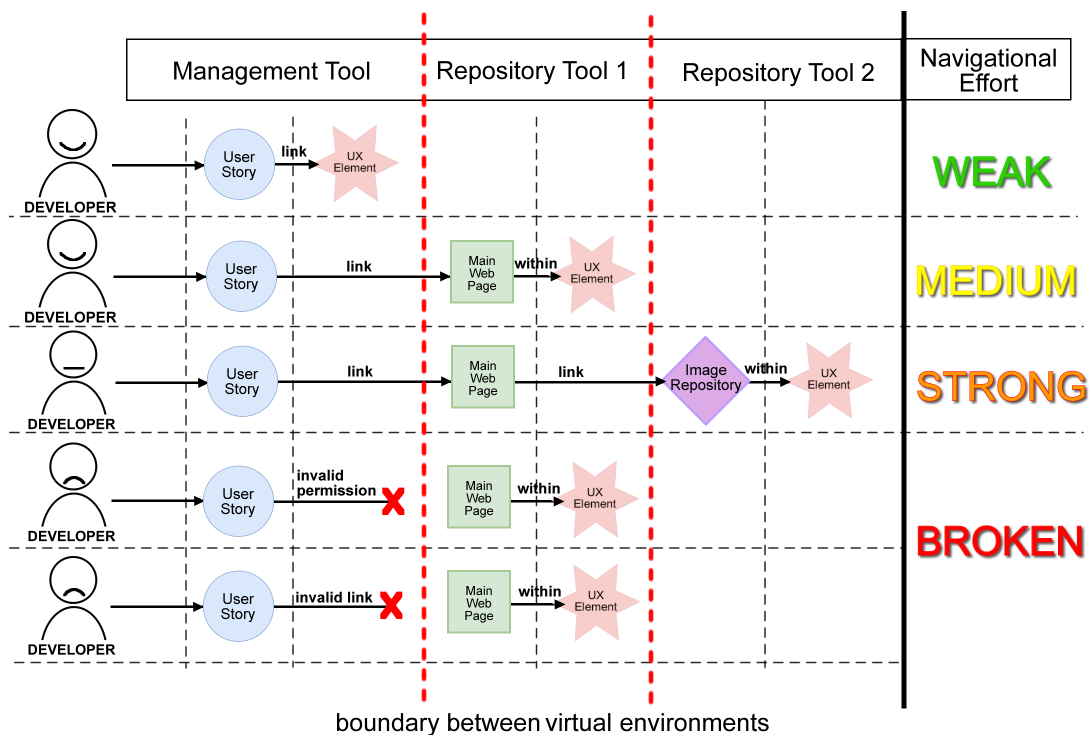 Management Tool
Repository Tool 1
Repository Tool 2
Navigational
Effort
DEVELOPER
User
Story
link
UX
Element
WEAK
DEVELOPER
User
Story
link
Main
Web
Page
within
UX
Element
MEDIUM
DEVELOPER
User
Story
link
Main
Web
Page
link
Image
Repository
within
UX
Element
STRONG
DEVELOPER
User
Story
invalid
permission
Main
Web
Page
within
UX
Element
BROKEN
DEVELOPER
User
Story
invalid link
Main
Web
Page
within
UX
Element
boundary between virtual environments